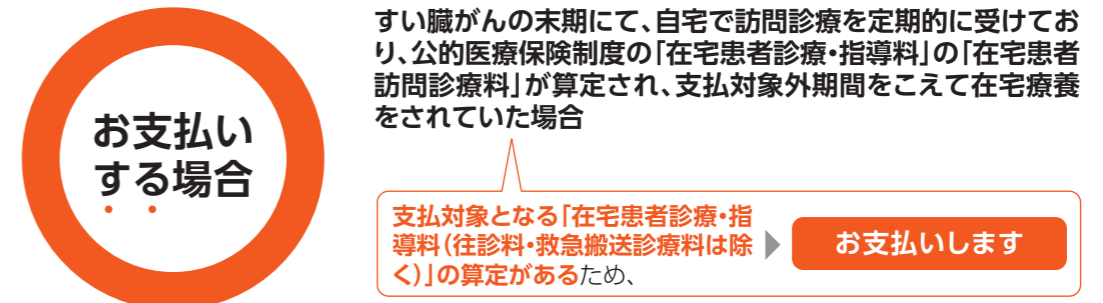 お支払い
する場合
すい臓がんの末期にて、自宅で訪問診療を定期的に受けてお
り、公的医療保険制度の「在宅患者診療・指導料」の「在宅患者
訪問診療料」が算定され、支払対象外期間をこえて在宅療養
をされていた場合
支払対象となる「在宅患者診療・指
導料（往診料・救急搬送診療料は除
く）」の算定があるため、
お支払いします